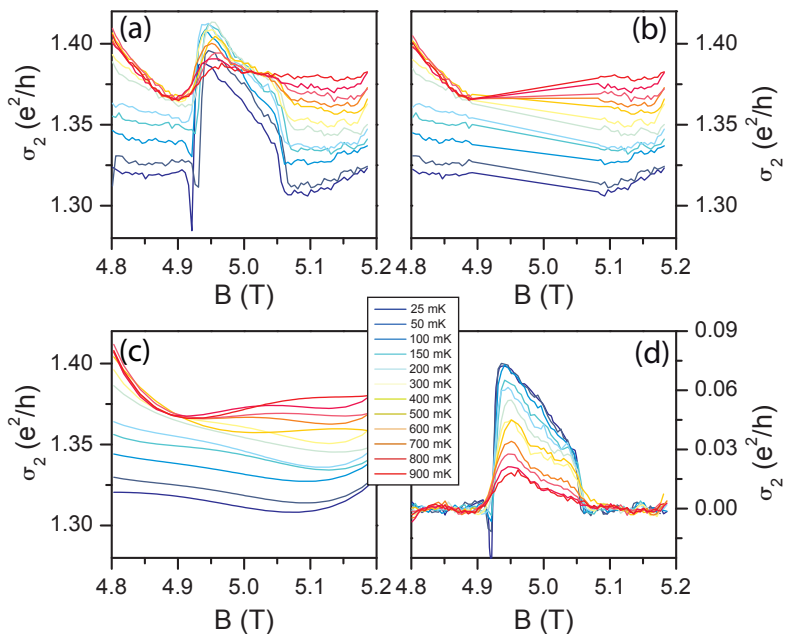 (a)
(b)
1.40
1.35
1.30
σ2 (e²/h)
1.40
1.35
1.30
σ2 (e²/h)
4.8 4.9 5.0 5.1 5.2
4.8 4.9 5.0 5.1 5.2
B (T)
B (T)
25 mK
50 mK
100 mK
150 mK
200 mK
300 mK
400 mK
500 mK
600 mK
700 mK
800 mK
900 mK
(c)
(d)
1.40
1.35
1.30
σ2 (e²/h)
0.09
0.06
0.03
0.00
σ2 (e²/h)
4.8 4.9 5.0 5.1 5.2
4.8 4.9 5.0 5.1 5.2
B (T)
B (T)